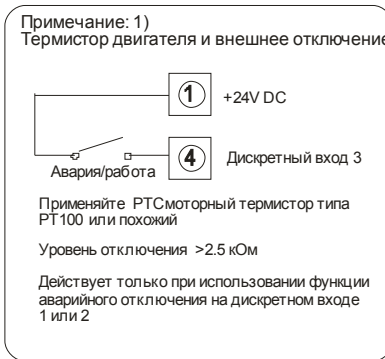 Примечание: 1)
Термистор двигателя и внешнее отключение
1
+24V DC
4
Дискретный вход 3
Авария/работа
Применяйте PTCмоторный термистор типа
PT100 или похожий
Уровень отключения >2.5 кОм
Действует только при использовании функции
аварийного отключения на дискретном входе
1 или 2